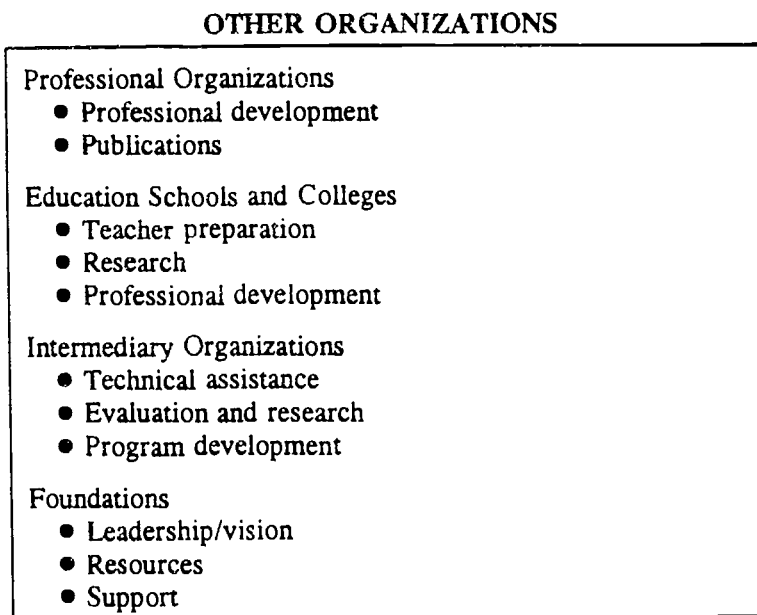 OTHER ORGANIZATIONS
Professional Organizations
● Professional development
● Publications
Education Schools and Colleges
● Teacher preparation
● Research
● Professional development
Intermediary Organizations
● Technical assistance
● Evaluation and research
● Program development
Foundations
● Leadership/vision
● Resources
● Support